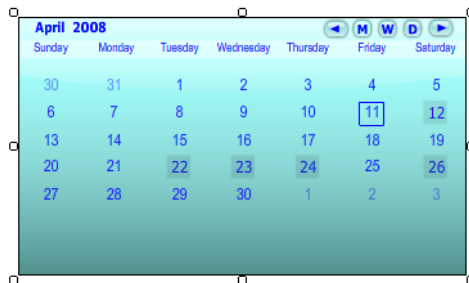 April 2008 M W D
Sunday Monday Tuesday Wednesday Thursday Friday Saturday
30 31 1 2 3 4 5
6 7 8 9 10 11 12
13 14 15 16 17 18 19
20 21 22 23 24 25 26
27 28 29 30 1 2 3